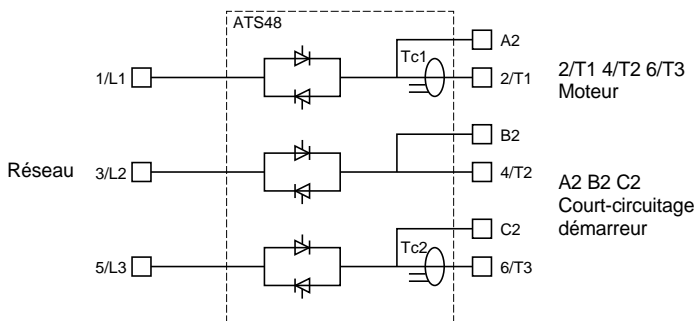 ATS48
A2
Tc1
1/L1
2/T1
2/T1 4/T2 6/T3
Moteur
B2
Réseau
3/L2
4/T2
A2 B2 C2
Court-circuitage
démarreur
C2
Tc2
5/L3
6/T3